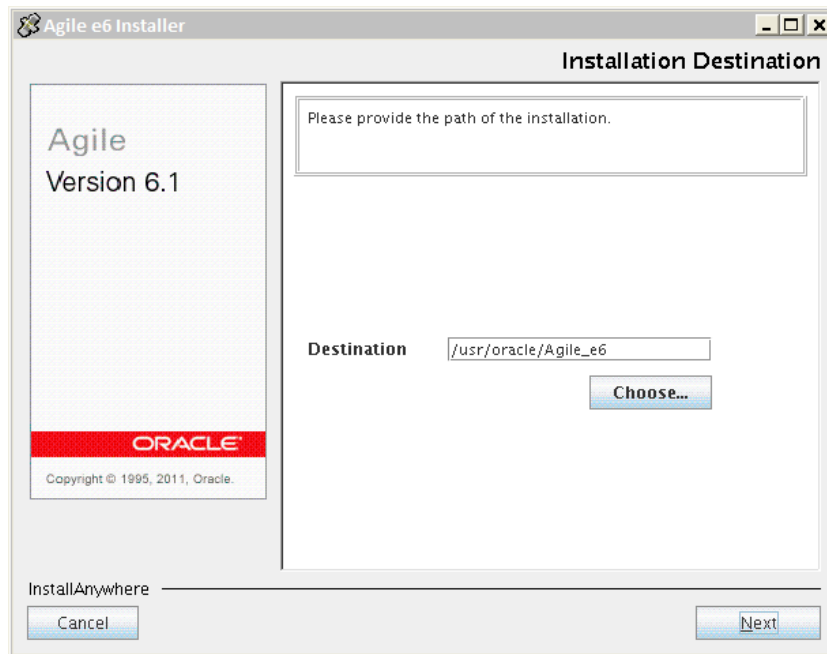 Agile e6 Installer
Installation Destination
Agile
Version 6.1
ORACLE
Copyright © 1995, 2011, Oracle.
Please provide the path of the installation.
Destination
/usr/oracle/Agile_e6
Choose...
InstallAnywhere
Cancel
Next